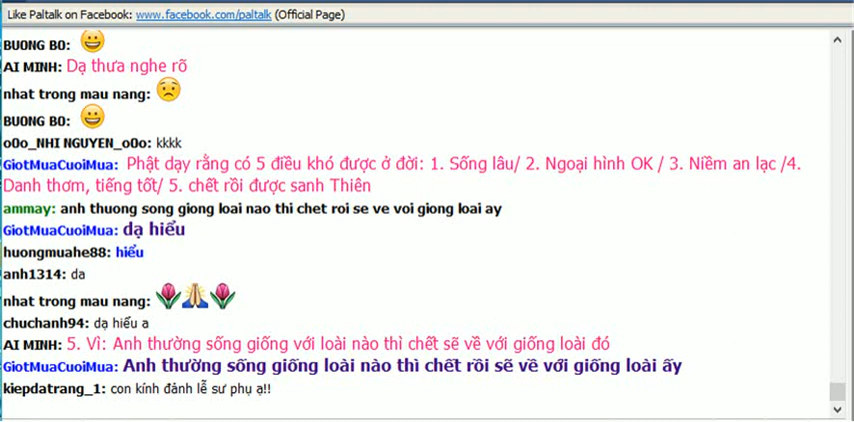 Like Paltalk on Facebook: www.facebook.com/paltalk (Official Page)
BUONG BO: 😀
AI MINH: Dạ thưa nghe rõ
nhat trong mau nang: 😟
BUONG BO: 😀
o0o_NHI NGUYEN_o0o: kkkk
GiotMuaCuoiMua: Phật dạy rằng có 5 điều khó được ở đời: 1. Sống lâu/ 2. Ngoại hình OK / 3. Niềm an lạc /4.
Danh thơm, tiếng tốt/ 5. chết rồi được sanh Thiên
ammay: anh thuong song giong loai nao thi chet roi se ve voi giong loai ay
GiotMuaCuoiMua: dạ hiểu
huongmuahe88: hiểu
anh1314: da
nhat trong mau nang: 🌷🙏🌷
chuchanh94: dạ hiểu a
AI MINH: 5. Vì: Anh thường sống giống với loài nào thì chết sẽ về với giống loài đó
GiotMuaCuoiMua: Anh thường sống giống loài nào thì chết rồi sẽ về với giống loài ấy
kiepdatrang_1: con kính đảnh lễ sư phụ ạ!!